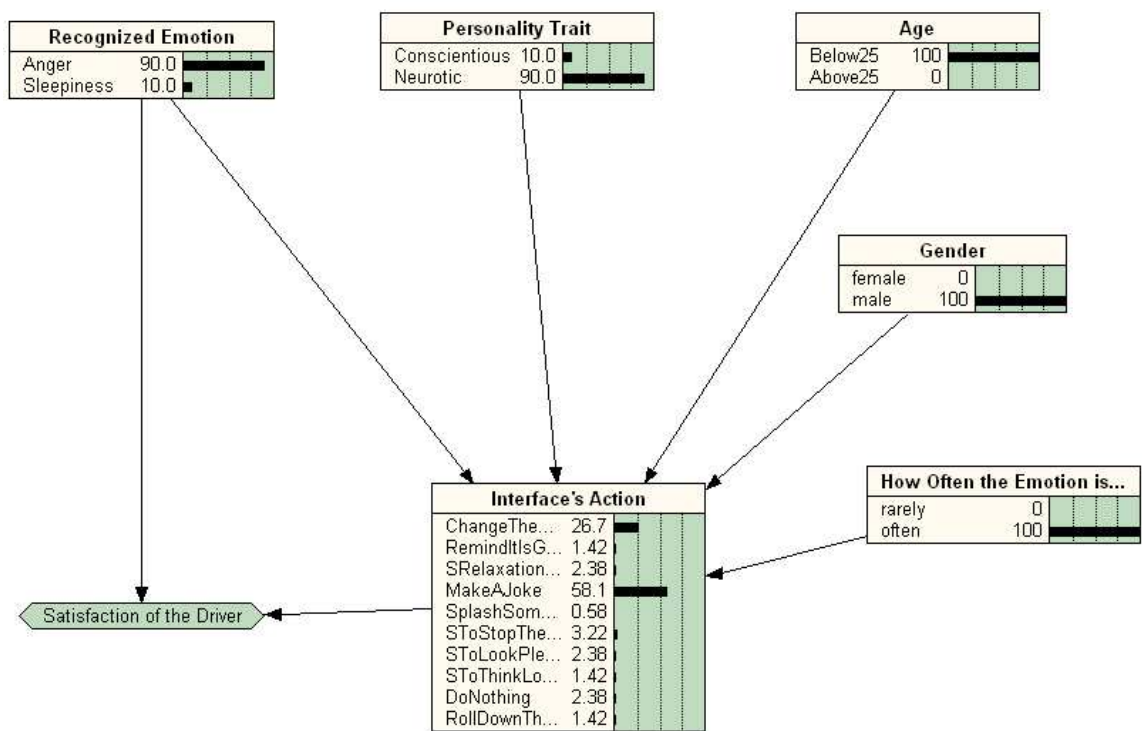 Recognized Emotion
Anger 90.0
Sleepiness 10.0
Personality Trait
Conscientious 10.0
Neurotic 90.0
Age
Below25 100
Above25 0
Gender
female 0
male 100
How Often the Emotion is...
rarely 0
often 100
Interface's Action
ChangeThe... 26.7
RemindItIsG... 1.42
SRelaxation... 2.38
MakeAJoke 58.1
SplashSom... 0.58
SToStopThe... 3.22
SToLookPle... 2.38
SToThinkLo... 1.42
DoNothing 2.38
RollDownTh... 1.42
Satisfaction of the Driver